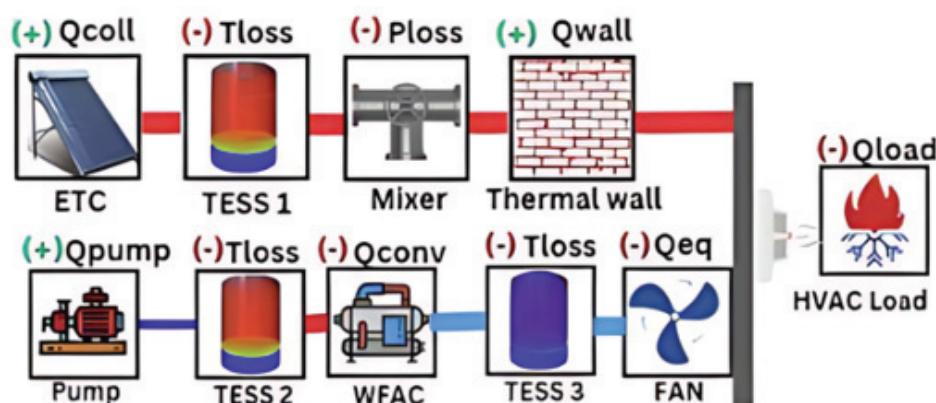 (+) Qcoll (-) Tloss (-) Ploss (+) Qwall
ETC TESS 1 Mixer Thermal wall
(-) Qload
HVAC Load
(+) Qpump (-) Tloss (-) Qconv (-) Tloss (-) Qeq
Pump TESS 2 WFAC TESS 3 FAN